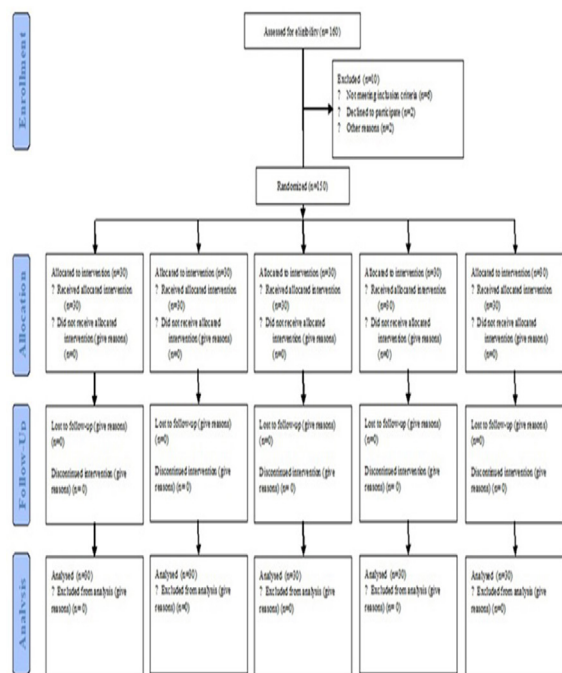 Enrollment
Assessed for eligibility (n= 160)
Excluded (n=10)
? Not meeting inclusion criteria (n=6)
? Declined to participate (n=2)
? Other reasons (n=2)
Randomized (n=150)
Allocation
Allocated to intervention (n=30)
? Received allocated intervention
(n=30)
? Did not receive allocated
intervention (give reasons)
(n=0)
Allocated to intervention (n=30)
? Received allocated intervention
(n=30)
? Did not receive allocated
intervention (give reasons)
(n=0)
Allocated to intervention (n=30)
? Received allocated intervention
(n=30)
? Did not receive allocated
intervention (give reasons)
(n=0)
Allocated to intervention (n=30)
? Received allocated intervention
(n=30)
? Did not receive allocated
intervention (give reasons)
(n=0)
Allocated to intervention (n=30)
? Received allocated intervention
(n=30)
? Did not receive allocated
intervention (give reasons)
(n=0)
Follow-Up
Lost to follow-up (give reasons)
(n=0)
Discontinued intervention (give
reasons) (n= 0)
Lost to follow-up (give reasons)
(n=0)
Discontinued intervention (give
reasons) (n= 0)
Lost to follow-up (give reasons)
(n=0)
Discontinued intervention (give
reasons) (n= 0)
Lost to follow-up (give reasons)
(n=0)
Discontinued intervention (give
reasons) (n= 0)
Lost to follow-up (give reasons)
(n=0)
Discontinued intervention (give
reasons) (n= 0)
Analysis
Analysed (n=30)
? Excluded from analysis (give
reasons) (n= 0)
Analysed (n=30)
? Excluded from analysis (give
reasons) (n=0)
Analysed (n=30)
? Excluded from analysis (give
reasons) (n=0)
Analysed (n=30)
? Excluded from analysis (give
reasons) (n= 0)
Analysed (n=30)
? Excluded from analysis (give
reasons) (n=0)